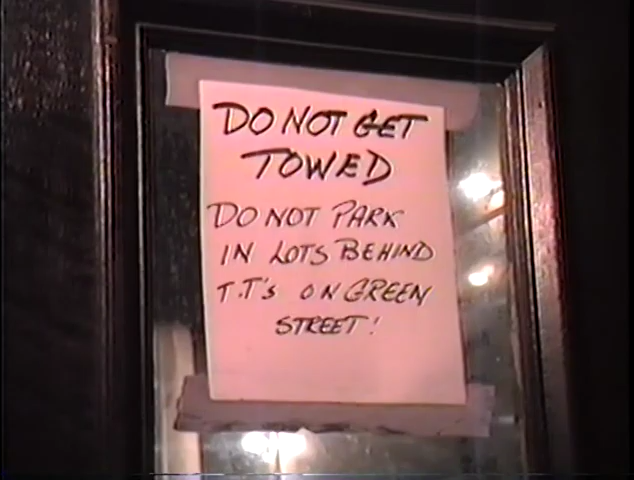 DO NOT GET
TOWED
DO NOT PARK
IN LOTS BEHIND
T.T's ON GREEN
STREET!